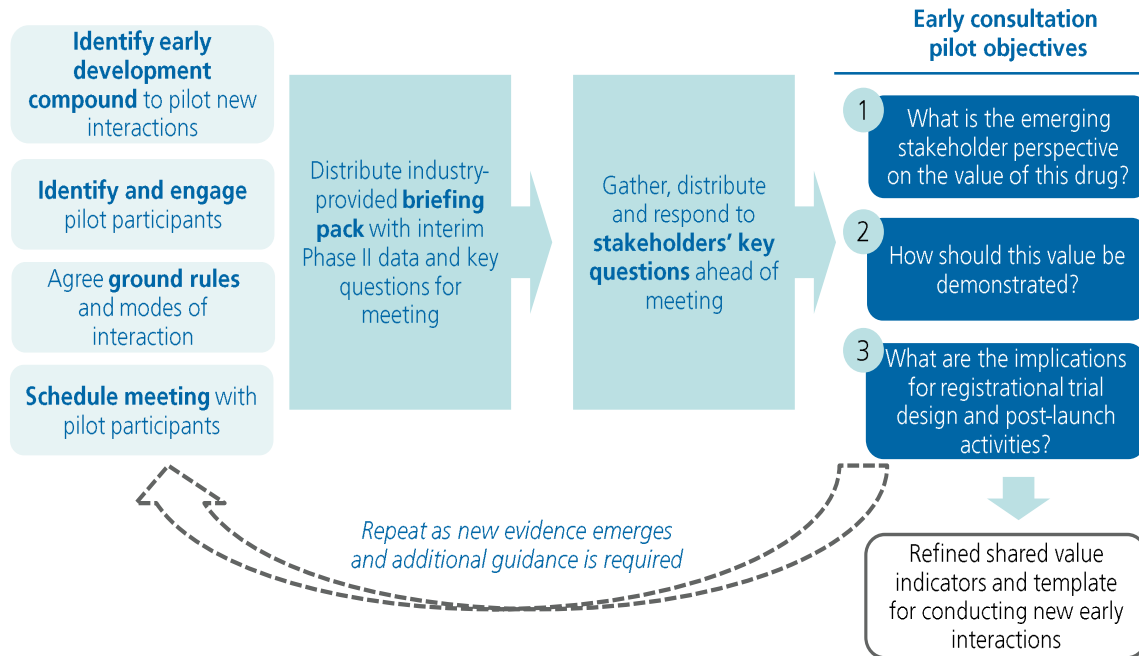 Identify early
development
compound to pilot new
interactions
Identify and engage
pilot participants
Agree ground rules
and modes of
interaction
Schedule meeting with
pilot participants
Distribute industry-
provided briefing
pack with interim
Phase II data and key
questions for
meeting
Gather, distribute
and respond to
stakeholders’ key
questions ahead of
meeting
Early consultation
pilot objectives
1
What is the emerging
stakeholder perspective
on the value of this drug?
2
How should this value be
demonstrated?
3
What are the implications
for registrational trial
design and post-launch
activities?
Repeat as new evidence emerges
and additional guidance is required
Refined shared value
indicators and template
for conducting new early
interactions